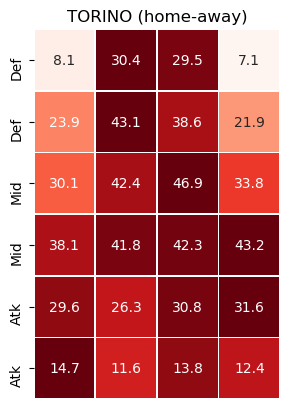 TORINO (home-away)
Def 8.1 30.4 29.5 7.1
Def 23.9 43.1 38.6 21.9
Mid 30.1 42.4 46.9 33.8
Mid 38.1 41.8 42.3 43.2
Atk 29.6 26.3 30.8 31.6
Atk 14.7 11.6 13.8 12.4